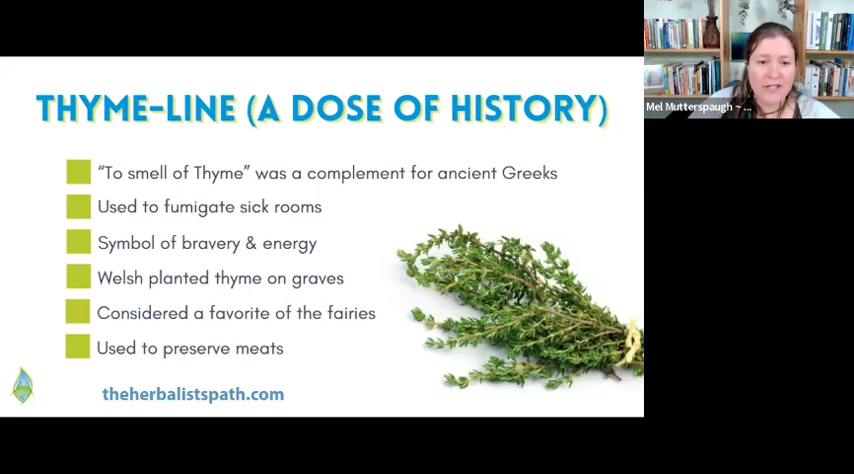 THYME-LINE (A DOSE OF HISTORY)
“To smell of Thyme” was a complement for ancient Greeks
Used to fumigate sick rooms
Symbol of bravery & energy
Welsh planted thyme on graves
Considered a favorite of the fairies
Used to preserve meats
theherbalistspath.com
Mel Mutterspaugh ~ ...